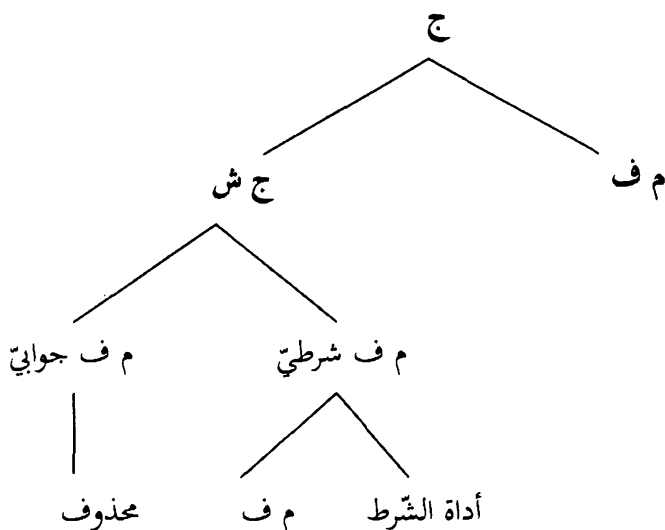 ج
م ف ج ش
م ف شرطيّ م ف جوابيّ
أداة الشّرط م ف محذوف